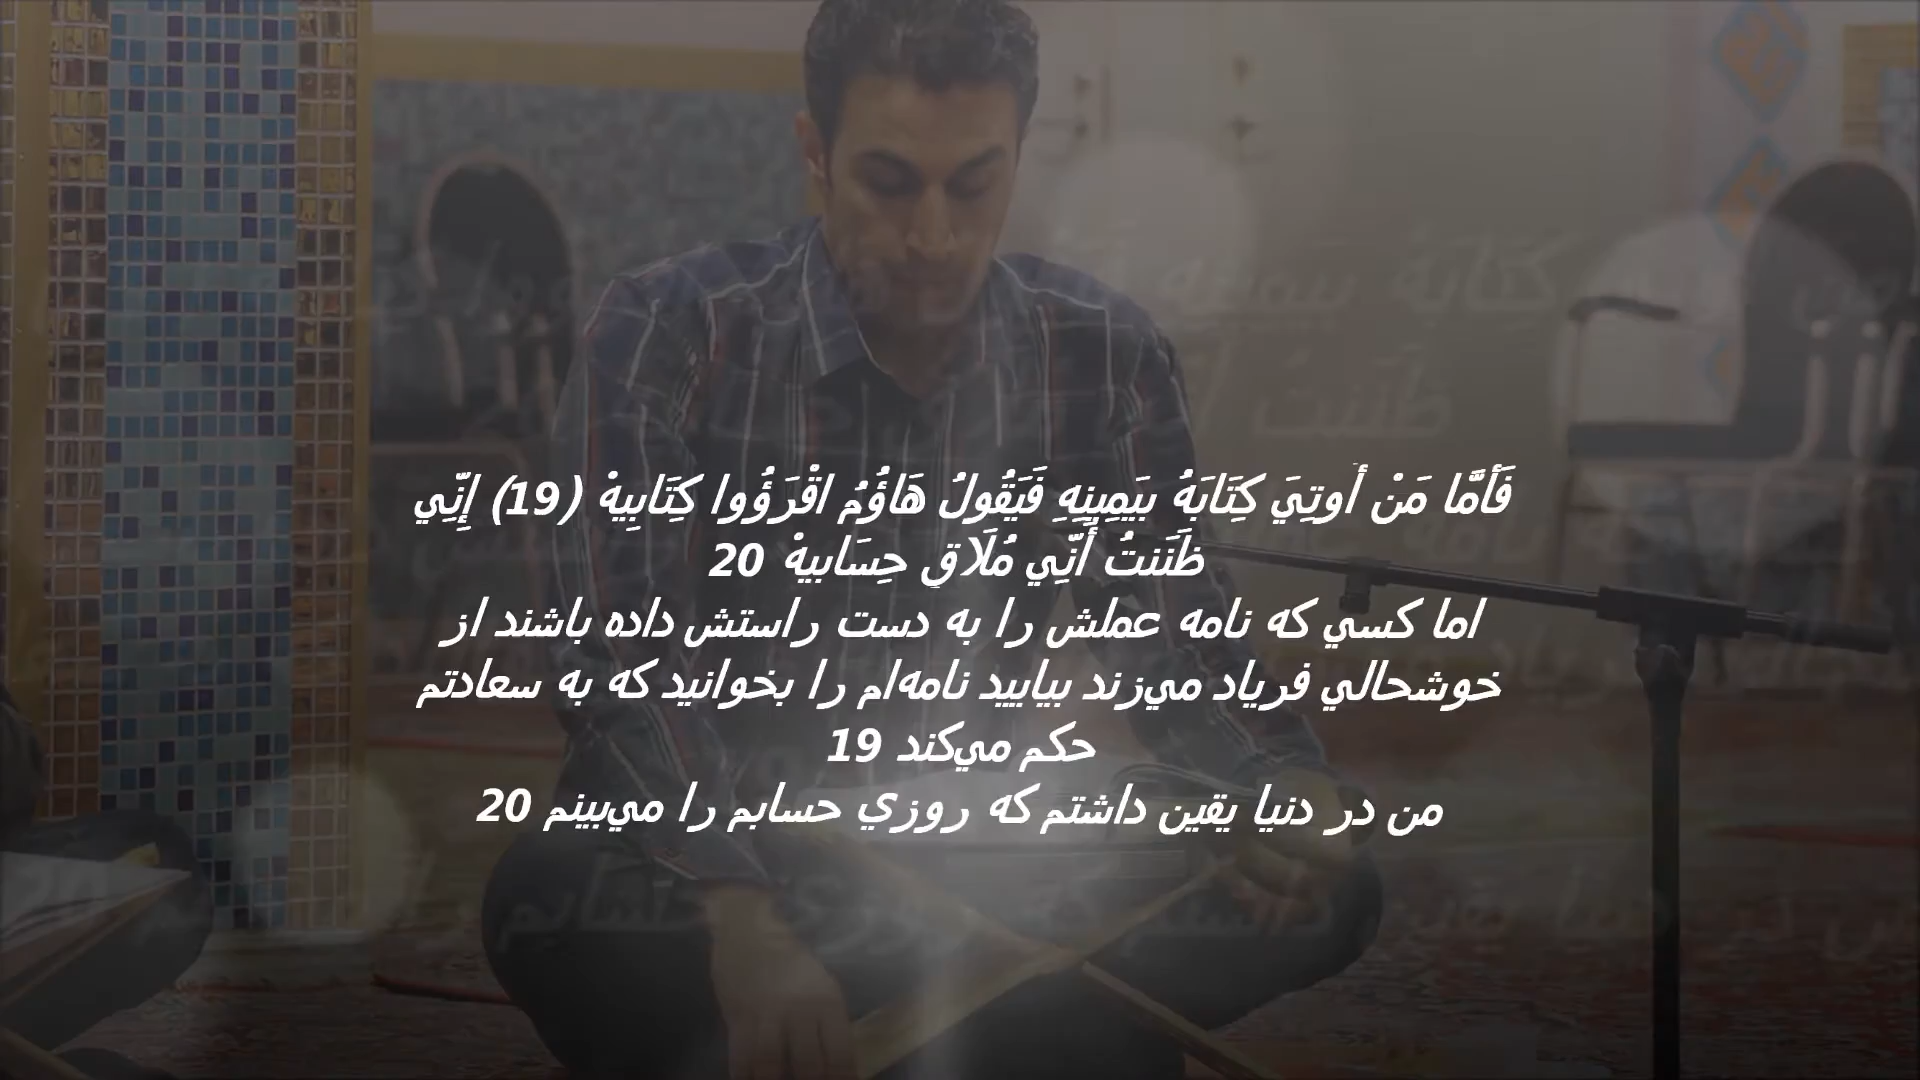 فَأَمَّا مَنْ أُوتِيَ كِتَابَهُ بِيَمِينِهِ فَيَقُولُ هَاؤُمُ اقْرَؤُوا كِتَابِيهْ (19) إِنِّي
ظَنَنتُ أَنِّي مُلَاقٍ حِسَابيهْ 20
اما كسي كه نامه عملش را به دست راستش داده باشند از
خوشحالي فرياد مي‌زند بياييد نامه‌ام را بخوانيد كه به سعادتم
حكم مي‌كند 19
من در دنيا يقين داشتم كه روزي حسابم را مي‌بينم 20